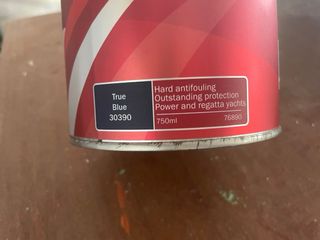 True
Blue
30390
Hard antifouling
Outstanding protection
Power and regatta yachts
750ml 76890